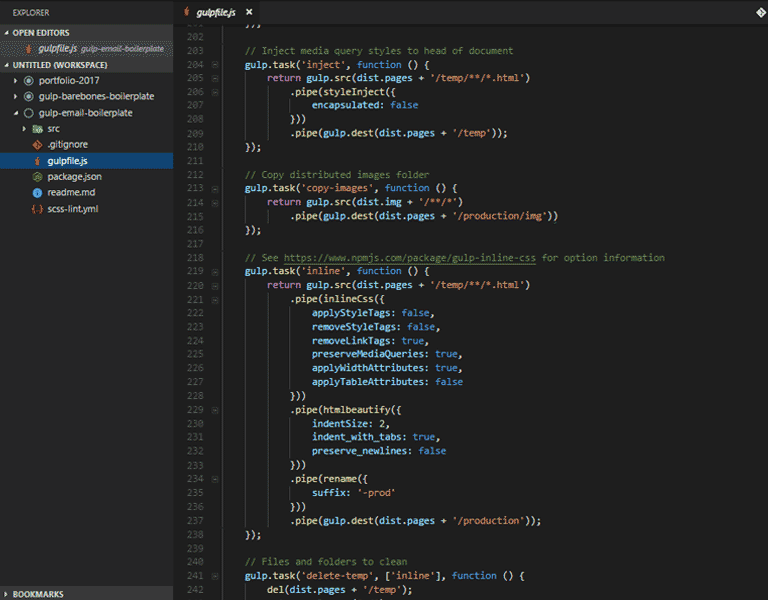 EXPLORER
OPEN EDITORS
gulpfile.js gulp-email-boilerplate
UNTITLED (WORKSPACE)
portfolio-2017
gulp-barebones-boilerplate
gulp-email-boilerplate
src
.gitignore
gulpfile.js
package.json
readme.md
scss-lint.yml
BOOKMARKS
gulpfile.js
202
203 // Inject media query styles to head of document
204 gulp.task('inject', function () {
205 return gulp.src(dist.pages + '/temp/**/*.html')
206 .pipe(styleInject({
207 encapsulated: false
208 }))
209 .pipe(gulp.dest(dist.pages + '/temp'));
210 });
211
212 // Copy distributed images folder
213 gulp.task('copy-images', function () {
214 return gulp.src(dist.img + '/**/*')
215 .pipe(gulp.dest(dist.pages + '/production/img'))
216 });
217
218 // See https://www.npmjs.com/package/gulp-inline-css for option information
219 gulp.task('inline', function () {
220 return gulp.src(dist.pages + '/temp/**/*.html')
221 .pipe(inlineCss({
222 applyStyleTags: false,
223 removeStyleTags: false,
224 removeLinkTags: true,
225 preserveMediaQueries: true,
226 applyWidthAttributes: true,
227 applyTableAttributes: false
228 }))
229 .pipe(htmlbeautify({
230 indentSize: 2,
231 indent_with_tabs: true,
232 preserve_newlines: false
233 }))
234 .pipe(rename({
235 suffix: '-prod'
236 }))
237 .pipe(gulp.dest(dist.pages + '/production'));
238 });
239
240 // Files and folders to clean
241 gulp.task('delete-temp', ['inline'], function () {
242 del(dist.pages + '/temp');